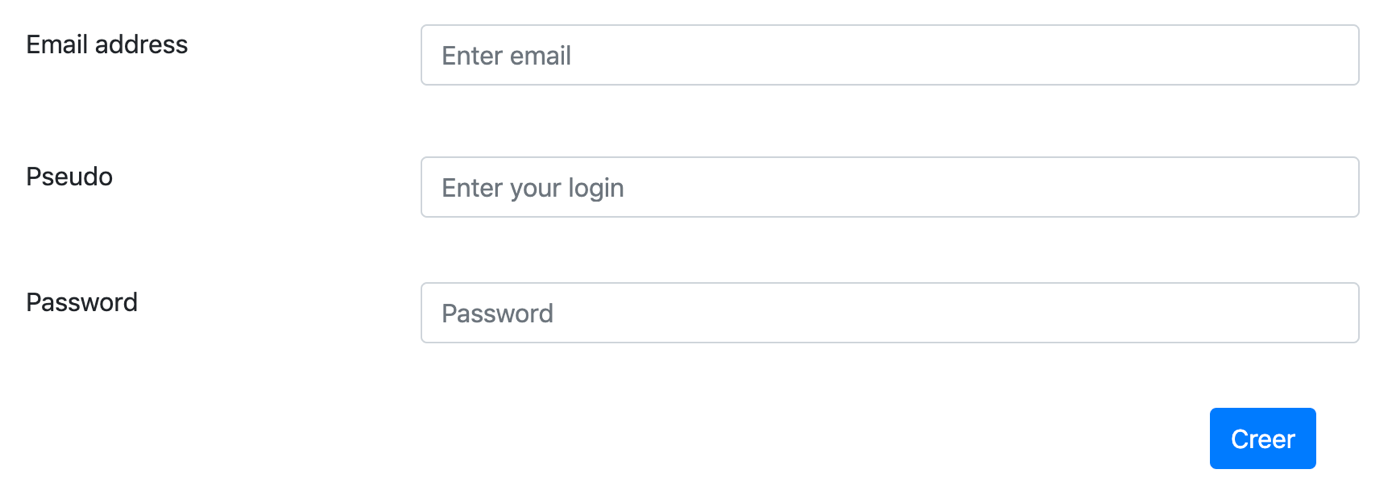 Email address
Enter email
Pseudo
Enter your login
Password
Password
Creer